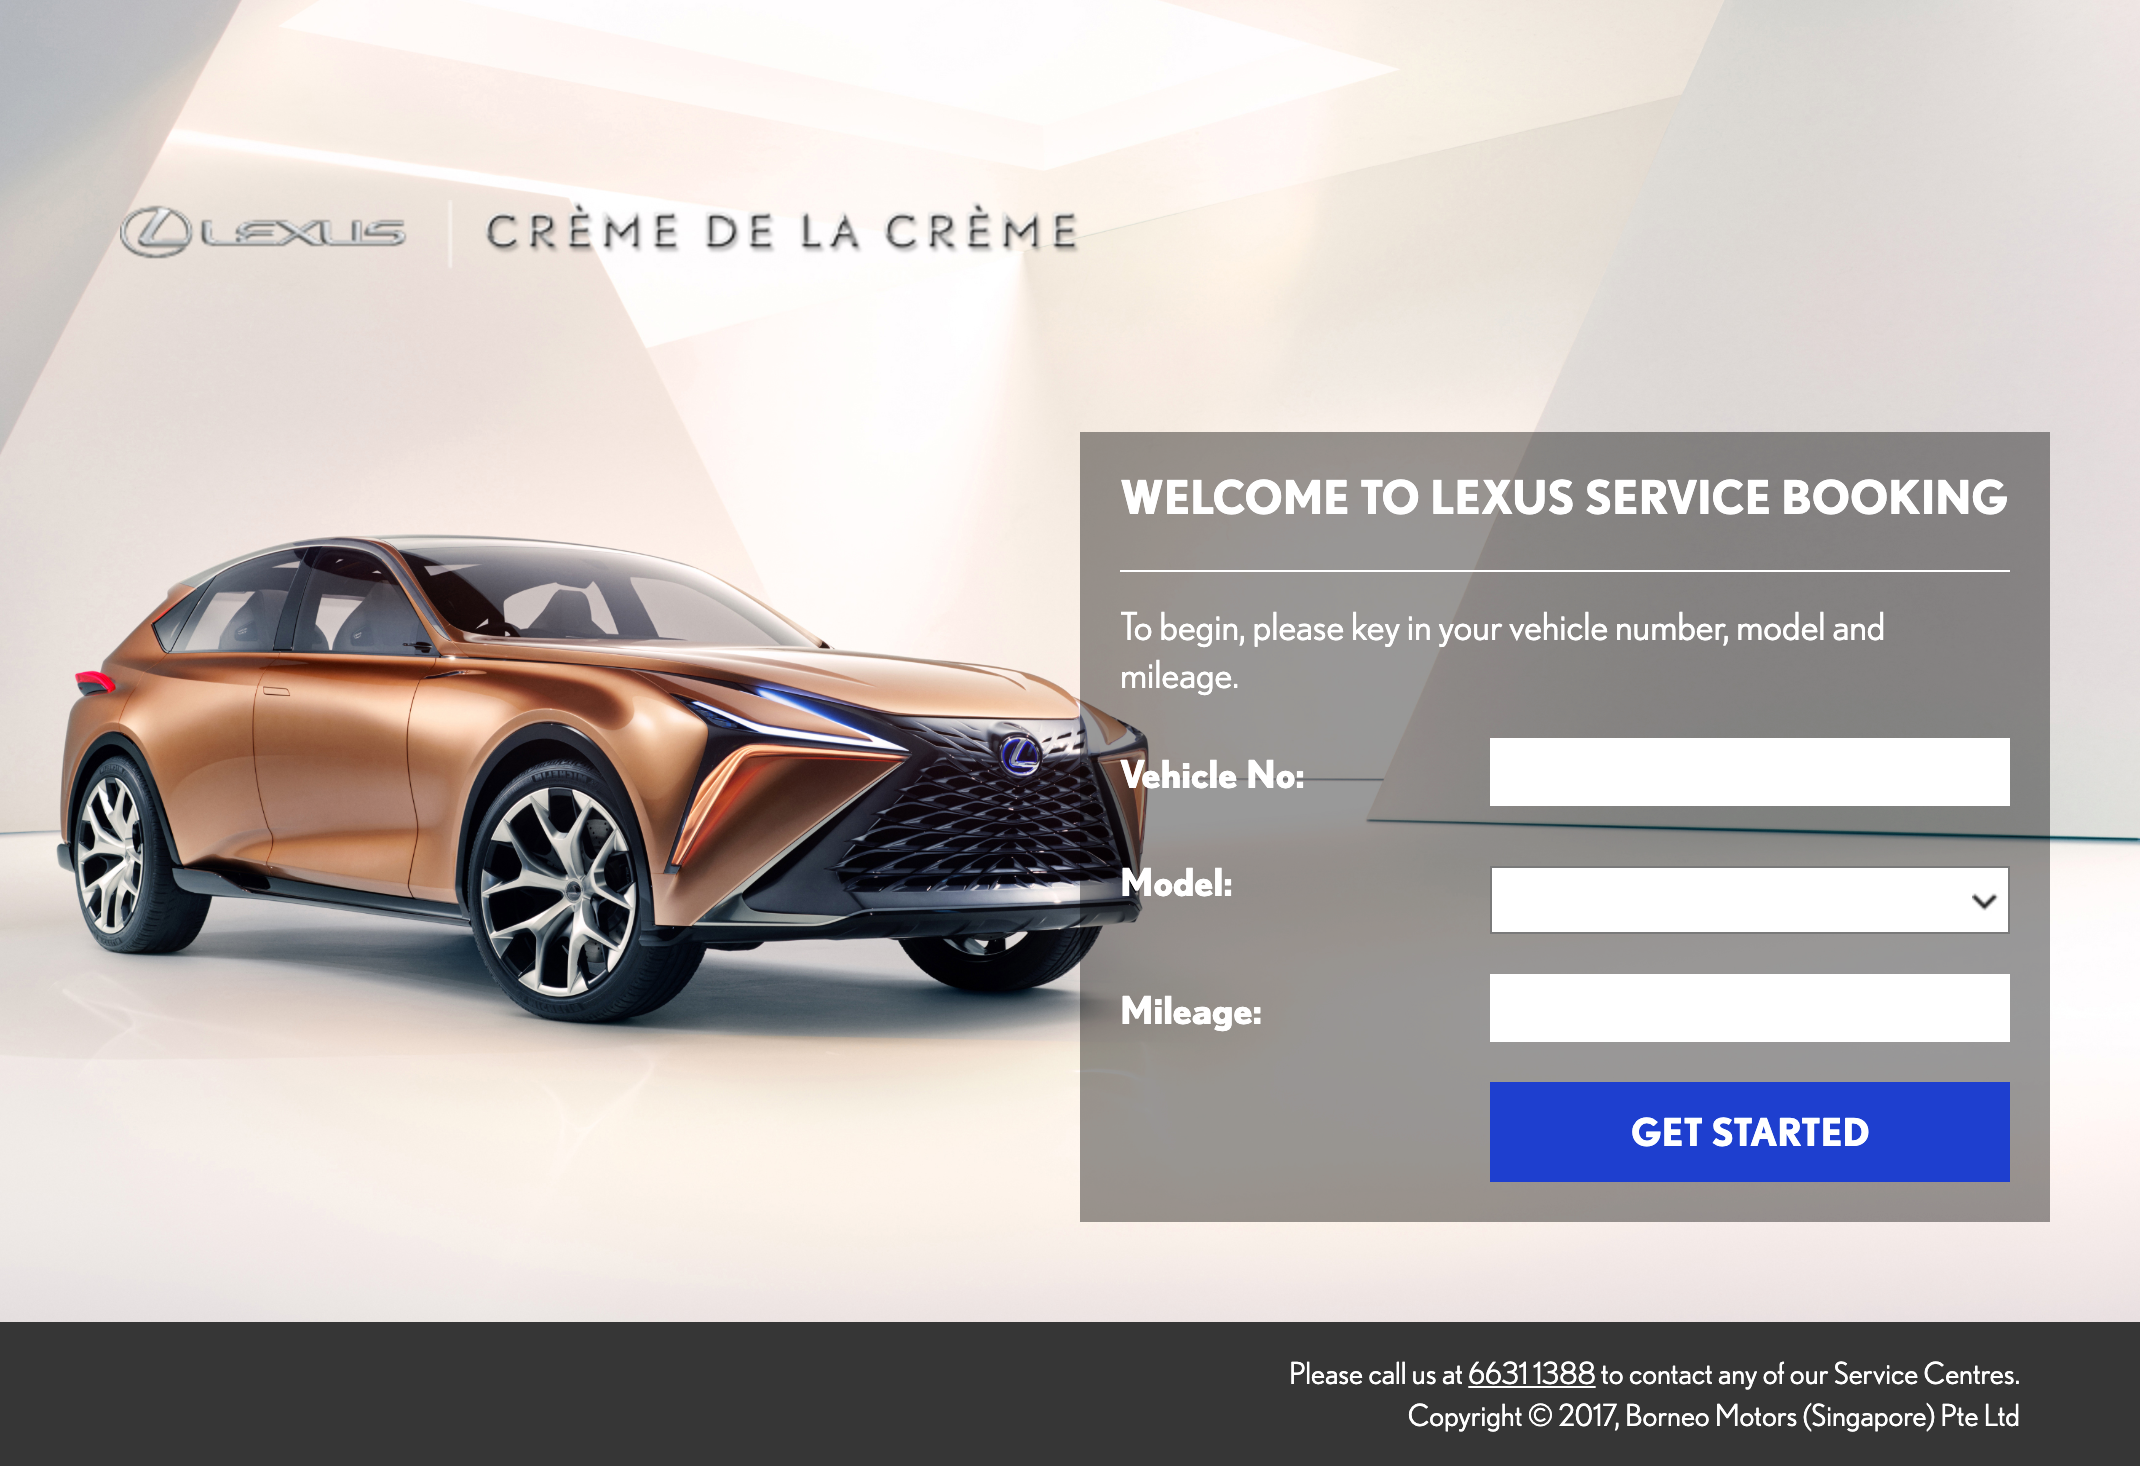 LEXUS
CRÈME DE LA CRÈME
WELCOME TO LEXUS SERVICE BOOKING
To begin, please key in your vehicle number, model and
mileage.
Vehicle No:
Model:
Mileage:
GET STARTED
Please call us at 6631 1388 to contact any of our Service Centres.
Copyright © 2017, Borneo Motors (Singapore) Pte Ltd